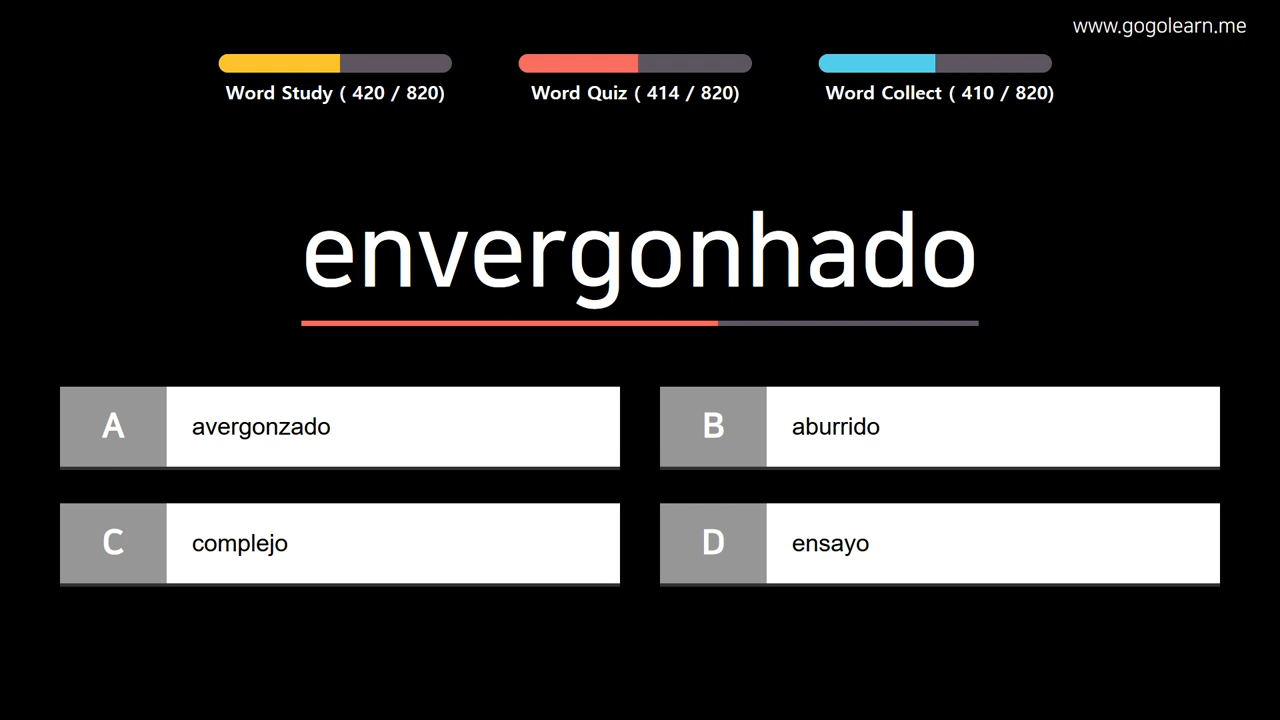 www.gogolearn.me
Word Study ( 420 / 820)
Word Quiz ( 414 / 820)
Word Collect ( 410 / 820)
envergonhado
A avergonzado
B aburrido
C complejo
D ensayo